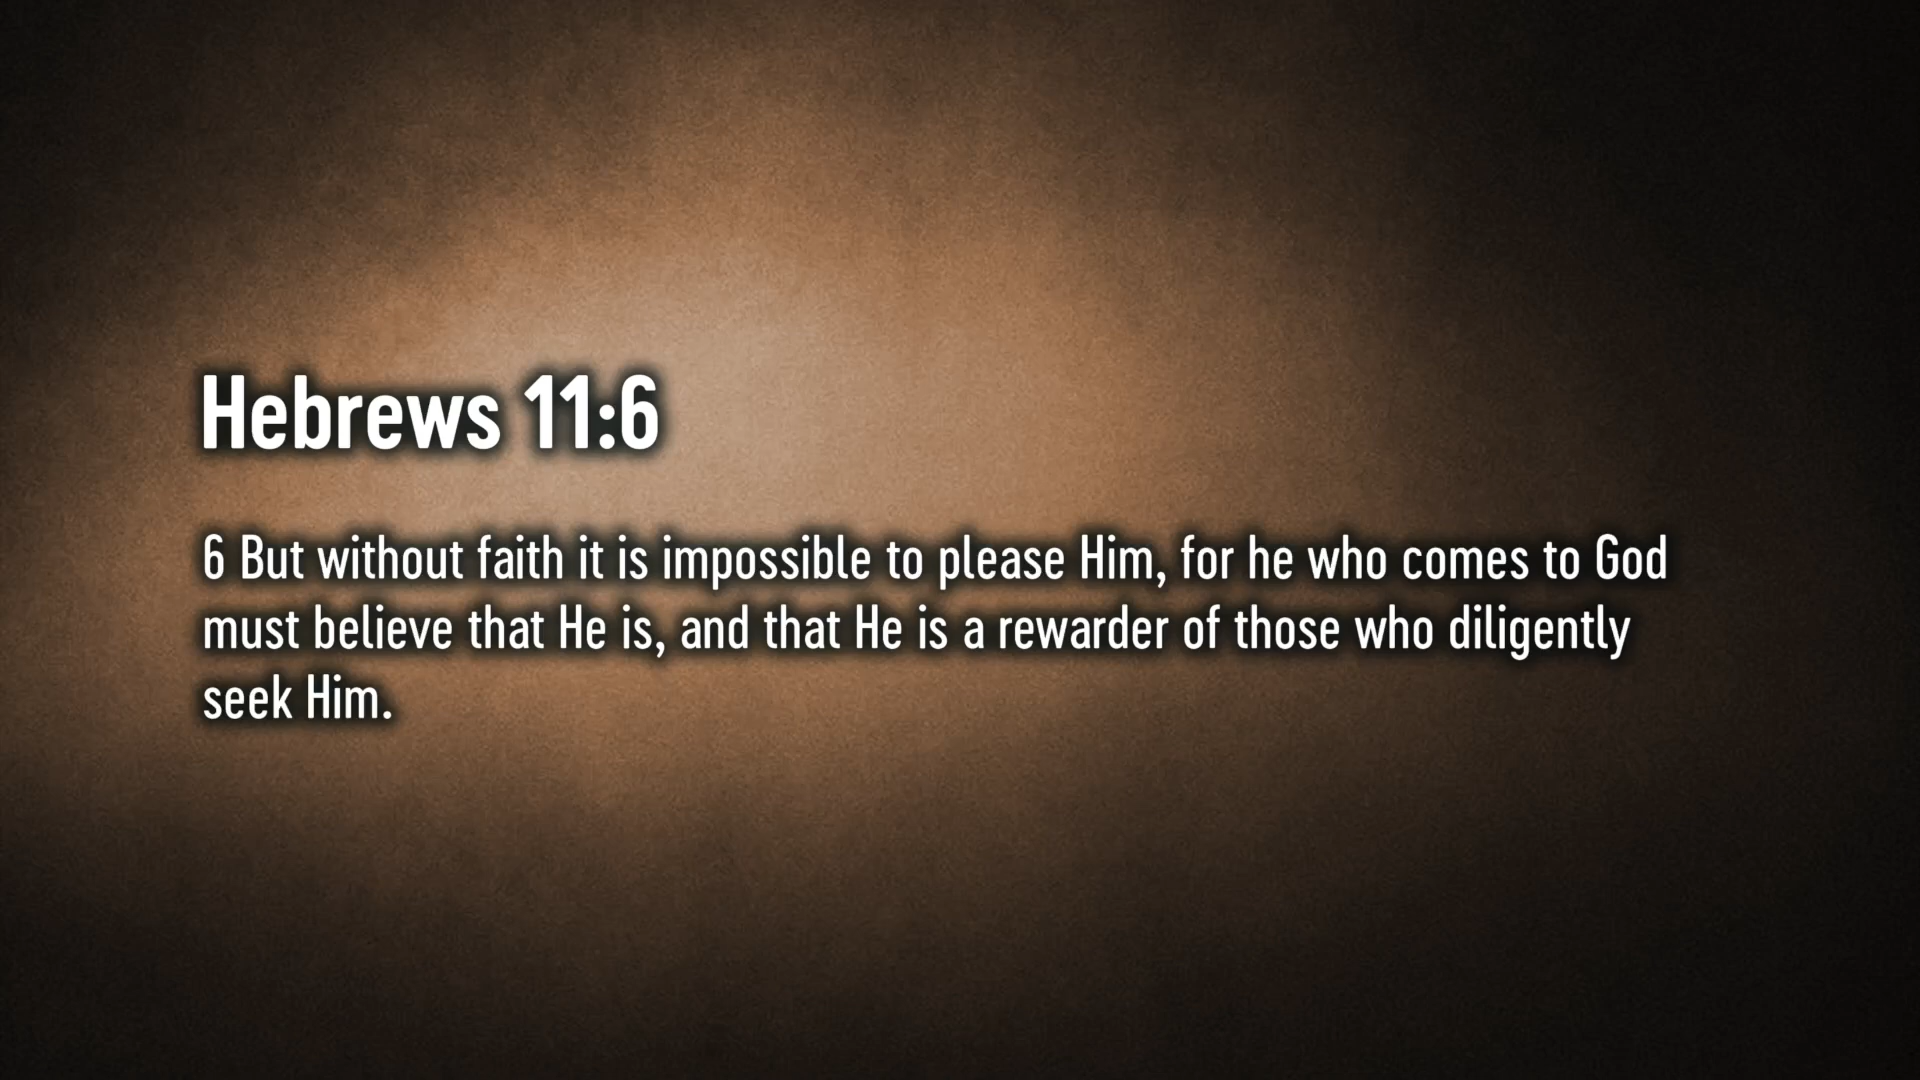 Hebrews 11:6
6 But without faith it is impossible to please Him, for he who comes to God
must believe that He is, and that He is a rewarder of those who diligently
seek Him.